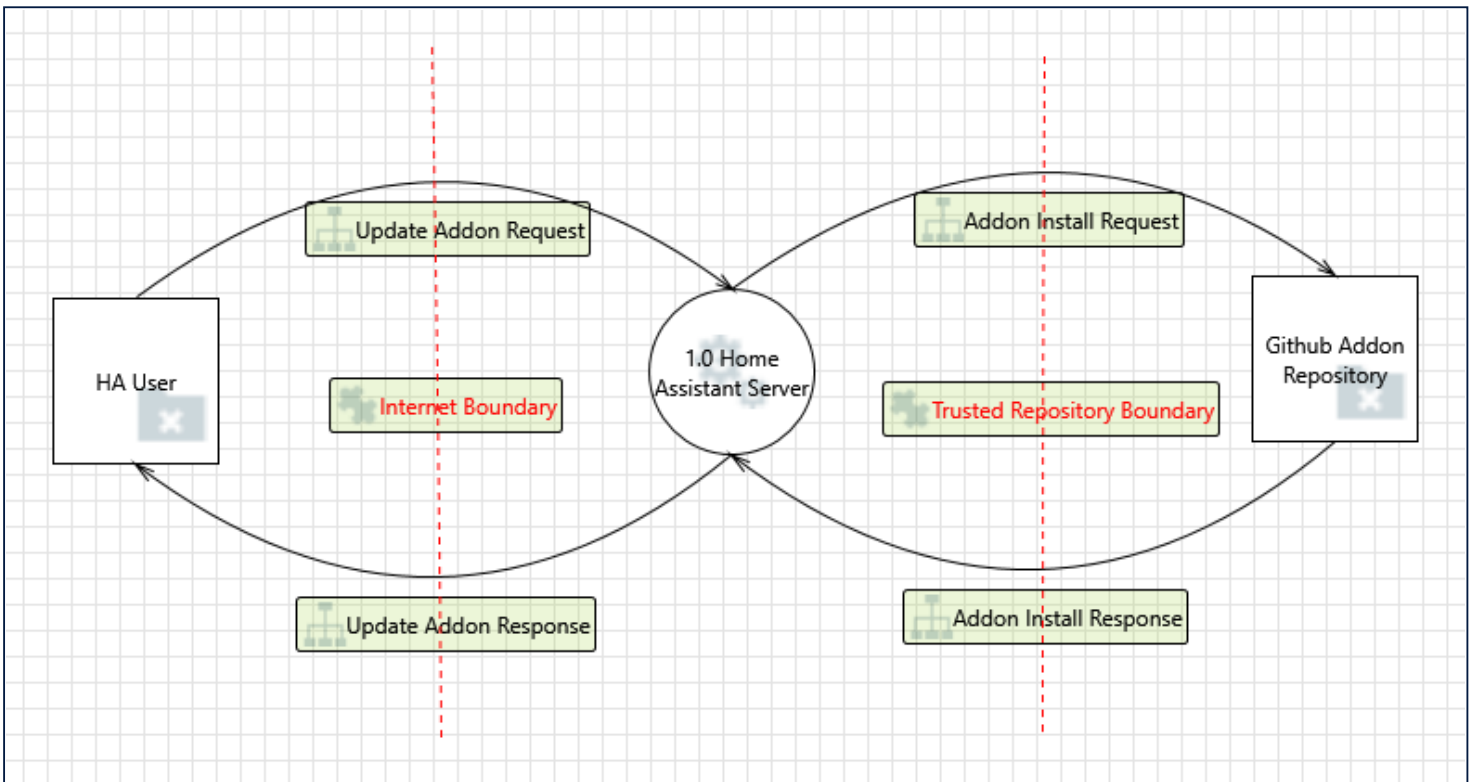 Update Addon Request
Addon Install Request
HA User
1.0 Home
Assistant Server
Github Addon
Repository
Internet Boundary
Trusted Repository Boundary
Update Addon Response
Addon Install Response